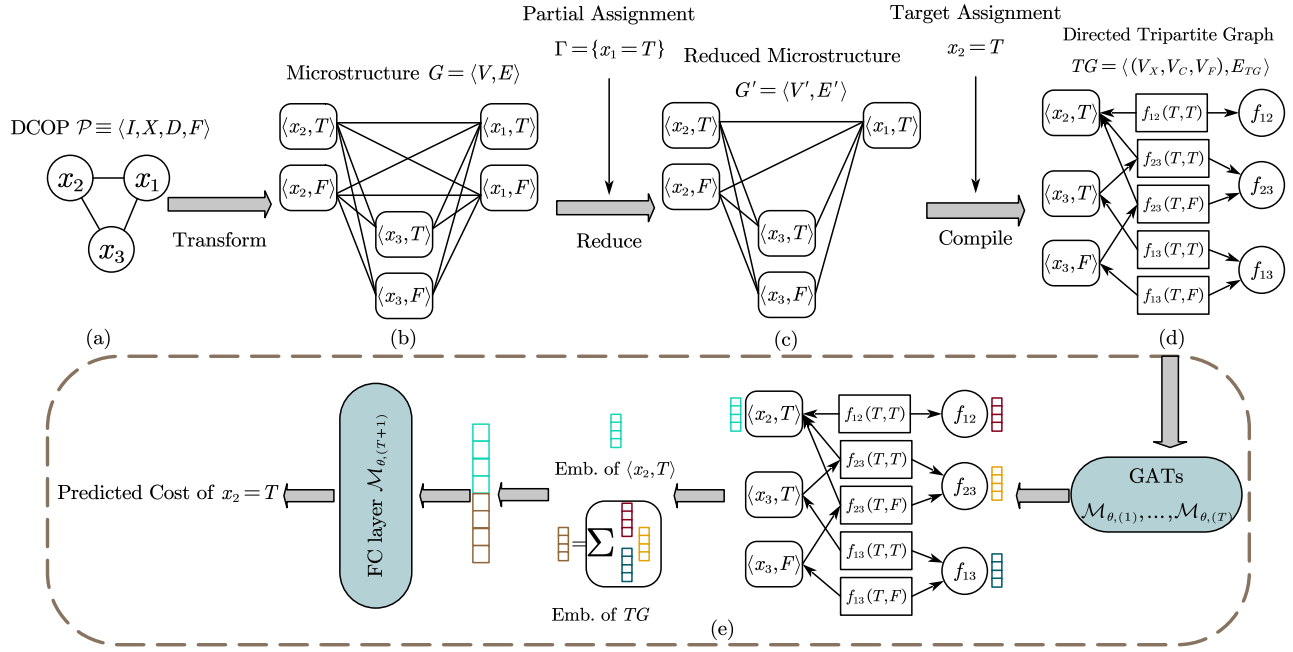 Partial Assignment
Γ = {x₁ = T}
Target Assignment
x₂ = T
Microstructure G = ⟨V, E⟩
Reduced Microstructure
G′ = ⟨V′, E′⟩
Directed Tripartite Graph
TG = ⟨(V_X, V_C, V_F), E_TG⟩
DCOP 𝒫 ≡ ⟨I, X, D, F⟩
x₂
x₁
x₃
Transform
⟨x₂, T⟩
⟨x₁, T⟩
⟨x₂, F⟩
⟨x₁, F⟩
⟨x₃, T⟩
⟨x₃, F⟩
Reduce
⟨x₂, T⟩
⟨x₁, T⟩
⟨x₂, F⟩
⟨x₃, T⟩
⟨x₃, F⟩
Compile
⟨x₂, T⟩
f₁₂(T, T)
f₁₂
f₂₃(T, T)
⟨x₃, T⟩
f₂₃(T, F)
f₂₃
f₁₃(T, T)
⟨x₃, F⟩
f₁₃(T, F)
f₁₃
(a)
(b)
(c)
(d)
Predicted Cost of x₂ = T
FC layer ℳ_θ,(T+1)
Emb. of ⟨x₂, T⟩
= Σ
Emb. of TG
⟨x₂, T⟩
f₁₂(T, T)
f₁₂
f₂₃(T, T)
⟨x₃, T⟩
f₂₃(T, F)
f₂₃
f₁₃(T, T)
⟨x₃, F⟩
f₁₃(T, F)
f₁₃
GATs
ℳ_θ,(1), ..., ℳ_θ,(T)
(e)